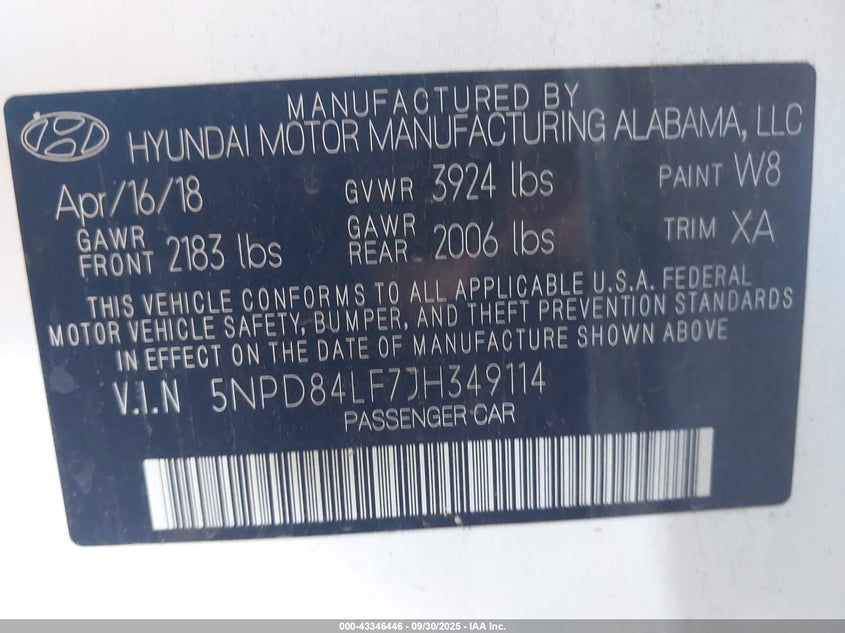 MANUFACTURED BY
HYUNDAI MOTOR MANUFACTURING ALABAMA, LLC
Apr/16/18 GVWR 3924 lbs PAINT W8
GAWR FRONT 2183 lbs GAWR REAR 2006 lbs TRIM XA
THIS VEHICLE CONFORMS TO ALL APPLICABLE U.S.A. FEDERAL
MOTOR VEHICLE SAFETY, BUMPER, AND THEFT PREVENTION STANDARDS
IN EFFECT ON THE DATE OF MANUFACTURE SHOWN ABOVE
V.I.N 5NPD84LF7JH349114
PASSENGER CAR
000-43346446 - 09/30/2025 - IAA Inc.